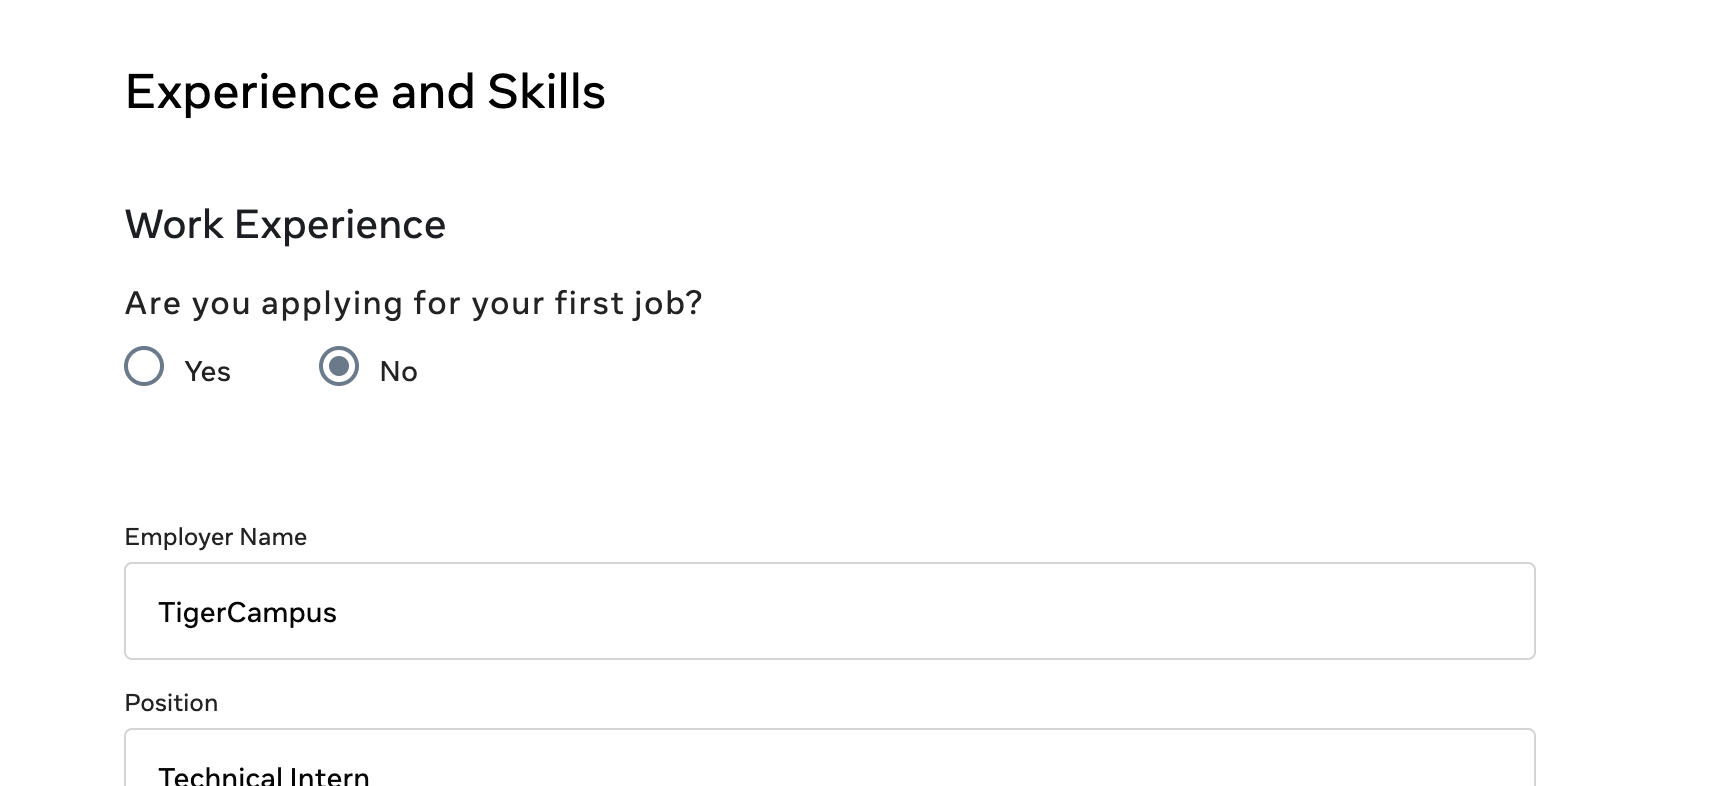 Experience and Skills
Work Experience
Are you applying for your first job?
Yes No
Employer Name
TigerCampus
Position
Technical Intern